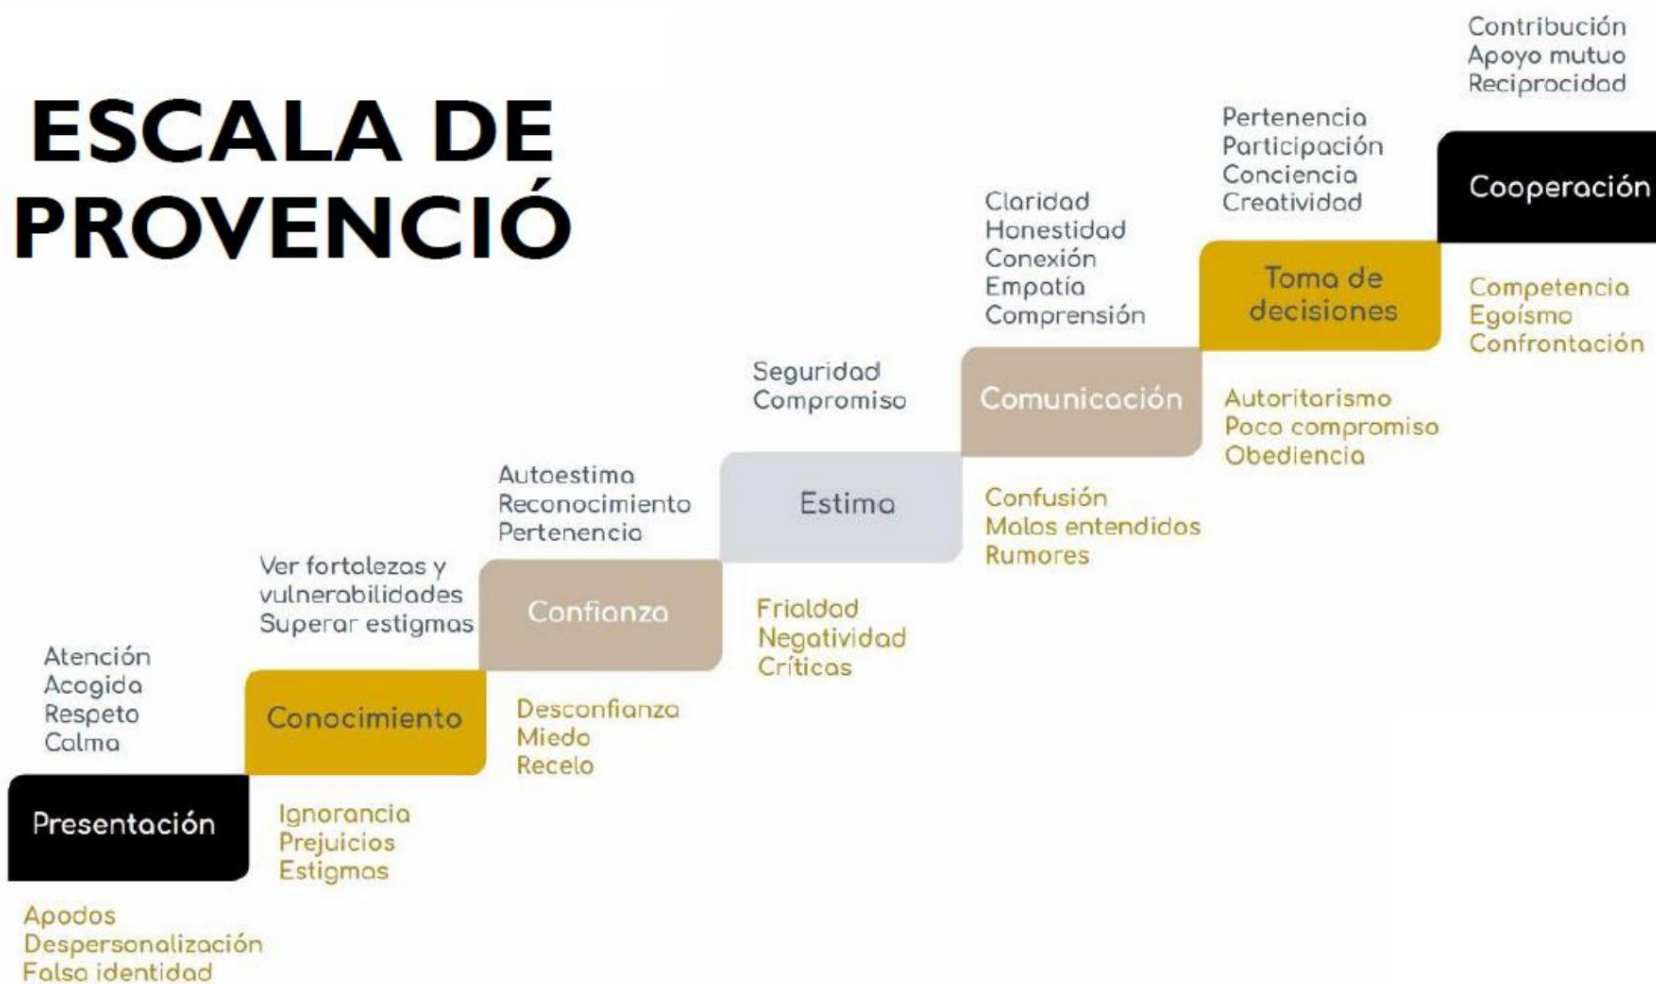 ESCALA DE
PROVENCIÓ
Presentación
Atención
Acogida
Respeto
Calma
Apodos
Despersonalización
Falsa identidad
Conocimiento
Ver fortalezas y
vulnerabilidades
Superar estigmas
Ignorancia
Prejuicios
Estigmas
Confianza
Autoestima
Reconocimiento
Pertenencia
Desconfianza
Miedo
Recelo
Estima
Seguridad
Compromiso
Frialdad
Negatividad
Críticas
Comunicación
Claridad
Honestidad
Conexión
Empatía
Comprensión
Confusión
Malos entendidos
Rumores
Toma de
decisiones
Pertenencia
Participación
Conciencia
Creatividad
Autoritarismo
Poco compromiso
Obediencia
Cooperación
Contribución
Apoyo mutuo
Reciprocidad
Competencia
Egoísmo
Confrontación